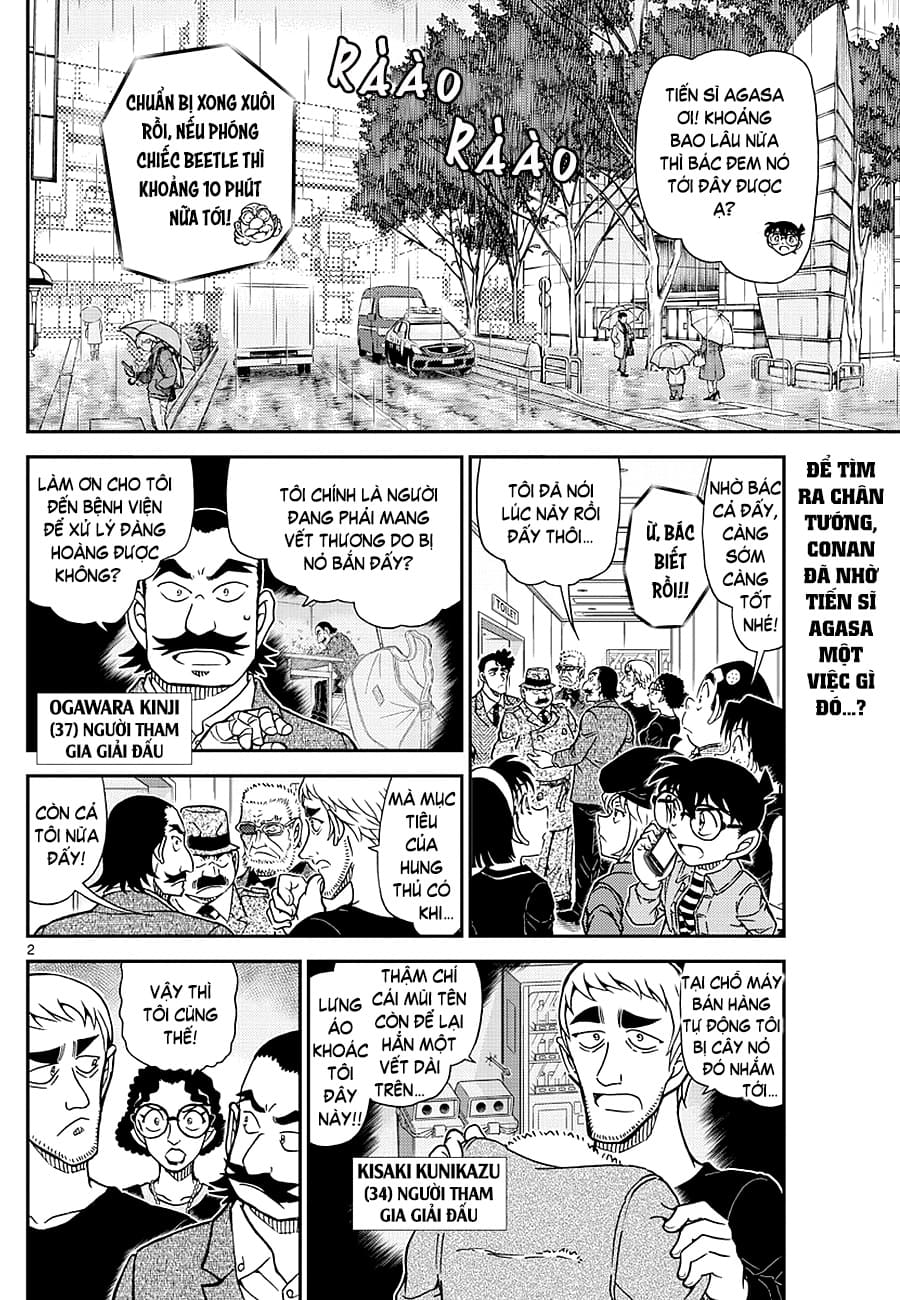 TIẾN SĨ AGASA
ƠI! KHOẢNG
BAO LÂU NỮA
THÌ BÁC ĐEM NÓ
TỚI ĐÂY ĐƯỢC
Ạ?
RÀÀO
RÀÀO
CHUẨN BỊ XONG XUÔI
RỒI, NẾU PHÓNG
CHIẾC BEETLE THÌ
KHOẢNG 10 PHÚT
NỮA TỚI!
ĐỂ TÌM
RA CHÂN
TƯỚNG,
CONAN
ĐÃ NHỜ
TIẾN SĨ
AGASA
MỘT
VIỆC GÌ
ĐÓ...?
NHỜ BÁC
CẢ ĐẤY,
CÀNG
SỚM
CÀNG
TỐT
NHÉ!
Ừ, BÁC
BIẾT
RỒI!!
TÔI ĐÃ NÓI
LÚC NÃY RỒI
ĐẤY THÔI...
TOILET
TÔI CHÍNH LÀ NGƯỜI
ĐANG PHẢI MANG
VẾT THƯƠNG DO BỊ
NÓ BẮN ĐẤY?
LÀM ƠN CHO TÔI
ĐẾN BỆNH VIỆN
ĐỂ XỬ LÝ ĐÀNG
HOÀNG ĐƯỢC
KHÔNG?
OGAWARA KINJI
(37) NGƯỜI THAM
GIA GIẢI ĐẤU
MÀ MỤC
TIÊU
CỦA
HUNG
THỦ CÓ
KHI...
CÒN CẢ
TÔI NỮA
ĐẤY!
2
TẠI CHỖ MÁY
BÁN HÀNG
TỰ ĐỘNG TÔI
BỊ CÂY NỎ
ĐÓ NHẮM
TỚI...
THẬM CHÍ
CÁI MŨI TÊN
CÒN ĐỂ LẠI
HẲN MỘT
VẾT DÀI
TRÊN...
LƯNG
ÁO
KHOÁC
TÔI
ĐÂY
NÀY!!
KISAKI KUNIKAZU
(34) NGƯỜI THAM
GIA GIẢI ĐẤU
VẬY THÌ
TÔI CŨNG
THẾ!